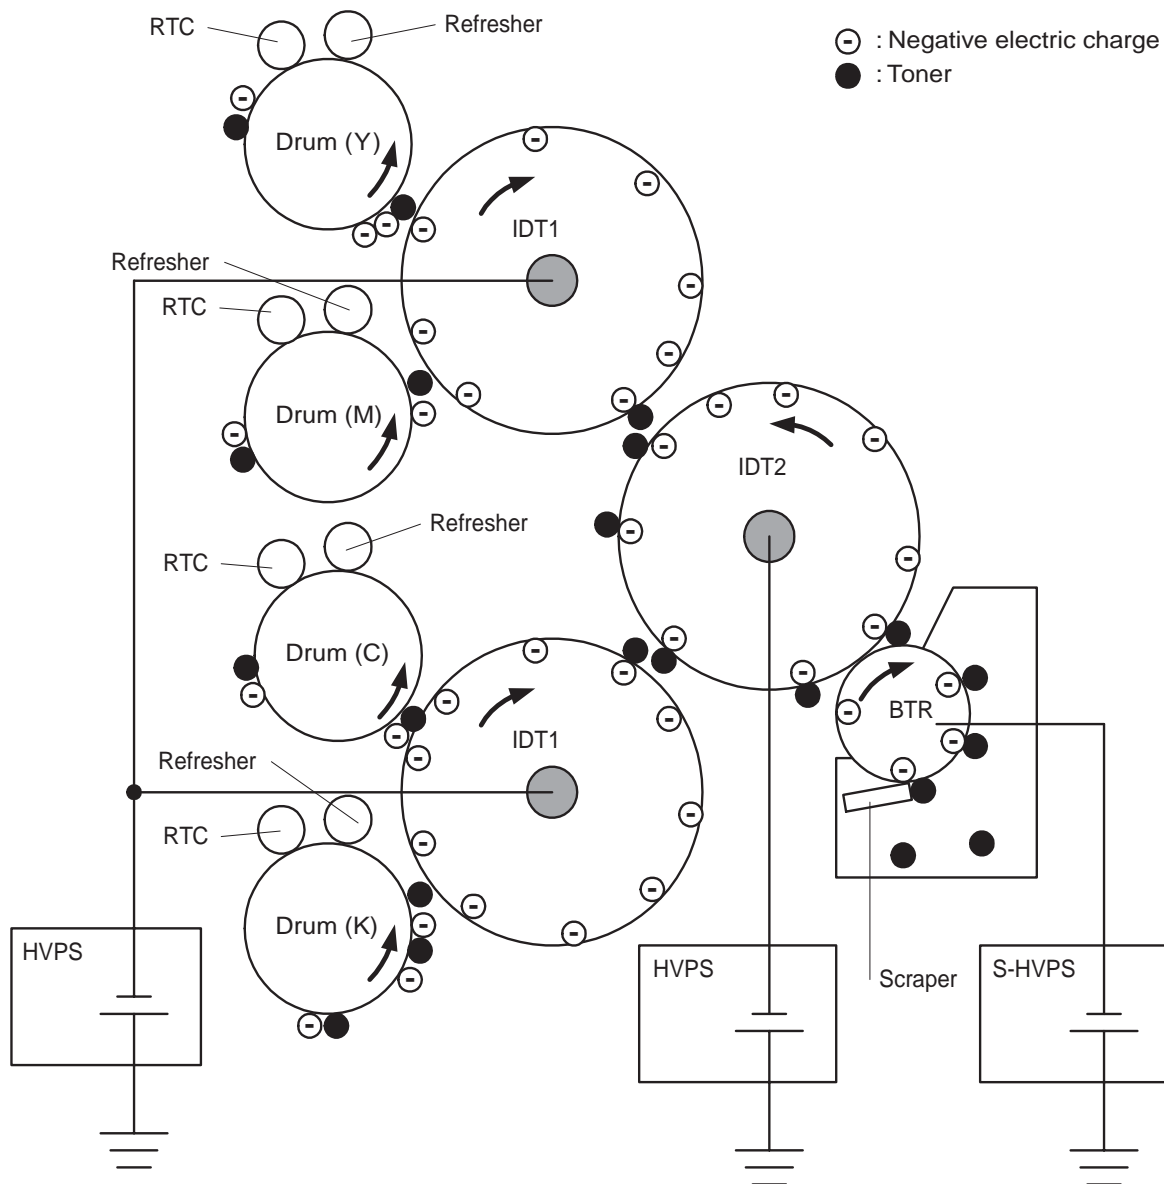 RTC
Refresher
: Negative electric charge
: Toner
Drum (Y)
IDT1
Refresher
RTC
Drum (M)
IDT2
Refresher
RTC
Drum (C)
BTR
IDT1
Refresher
RTC
Drum (K)
HVPS
HVPS
Scraper
S-HVPS